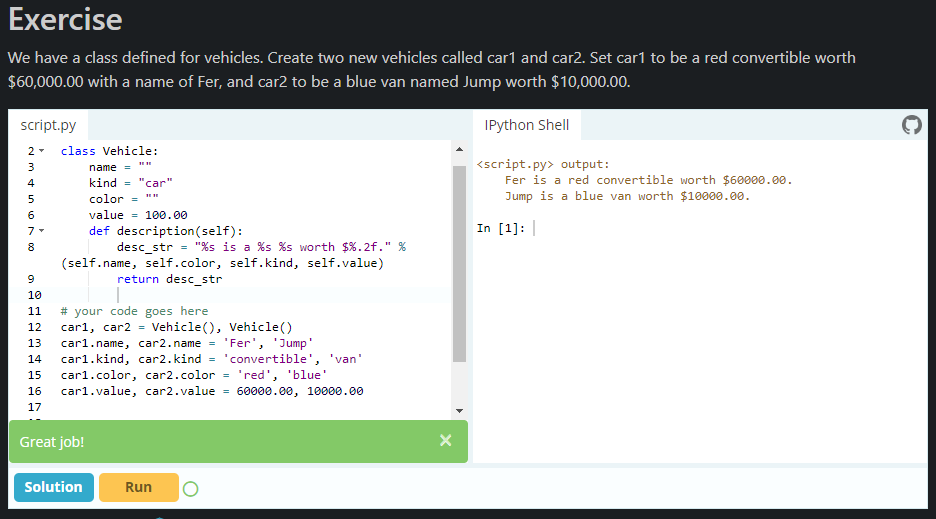 Exercise
We have a class defined for vehicles. Create two new vehicles called car1 and car2. Set car1 to be a red convertible worth
$60,000.00 with a name of Fer, and car2 to be a blue van named Jump worth $10,000.00.
script.py
2 class Vehicle:
3 name = ""
4 kind = "car"
5 color = ""
6 value = 100.00
7 def description(self):
8 desc_str = "%s is a %s %s worth $%.2f." %
(self.name, self.color, self.kind, self.value)
9 return desc_str
10
11 # your code goes here
12 car1, car2 = Vehicle(), Vehicle()
13 car1.name, car2.name = 'Fer', 'Jump'
14 car1.kind, car2.kind = 'convertible', 'van'
15 car1.color, car2.color = 'red', 'blue'
16 car1.value, car2.value = 60000.00, 10000.00
17
Great job! ×
Solution Run
IPython Shell
<script.py> output:
Fer is a red convertible worth $60000.00.
Jump is a blue van worth $10000.00.
In [1]: